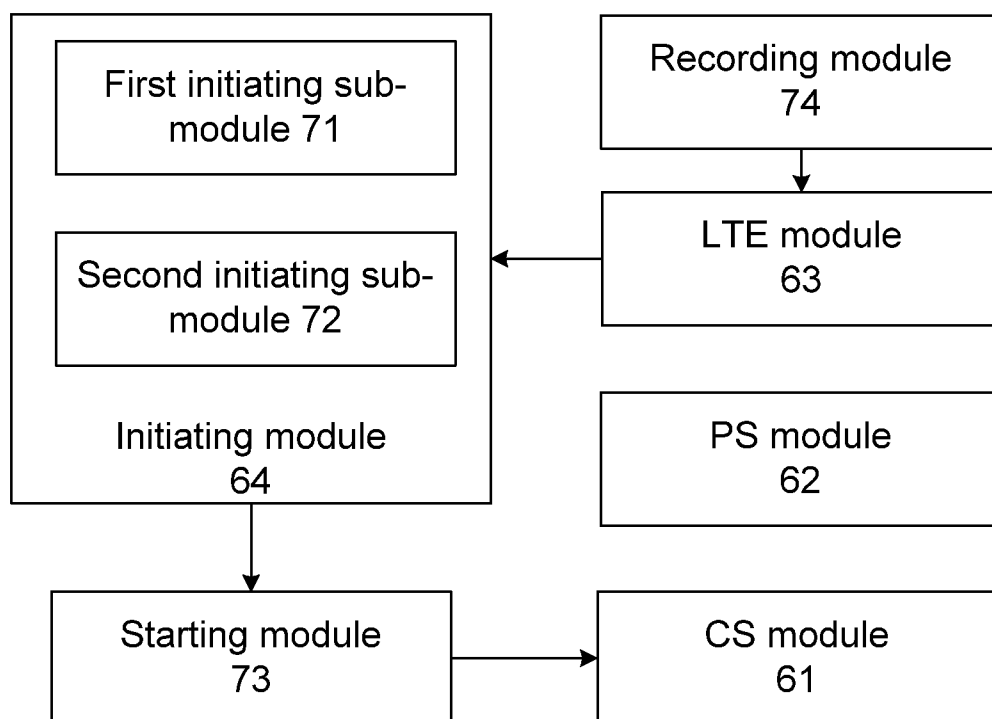 First initiating sub-
module 71
Second initiating sub-
module 72
Initiating module
64
Recording module
74
LTE module
63
PS module
62
Starting module
73
CS module
61